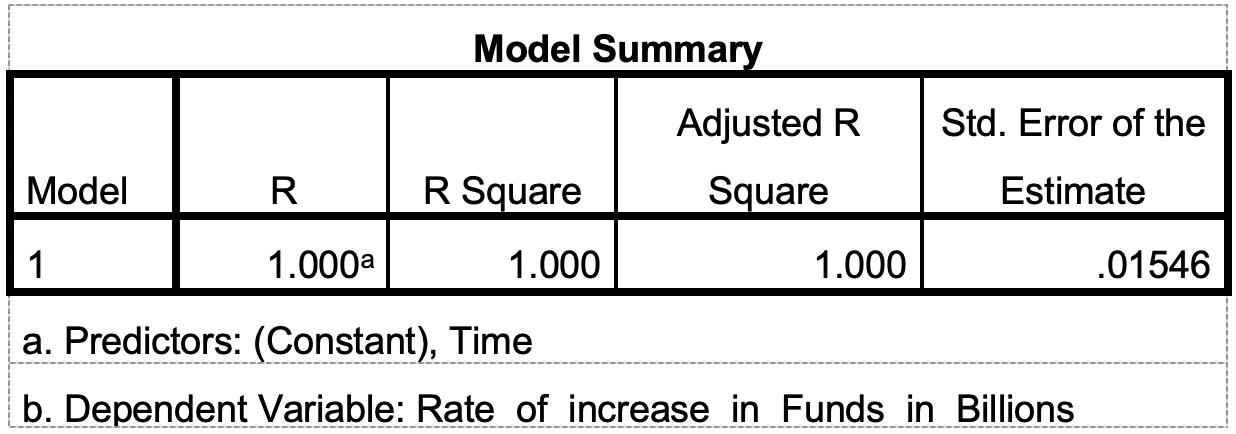 Model Summary
Model R R Square Adjusted R Square Std. Error of the Estimate
1 1.000a 1.000 1.000 .01546
a. Predictors: (Constant), Time
b. Dependent Variable: Rate of increase in Funds in Billions